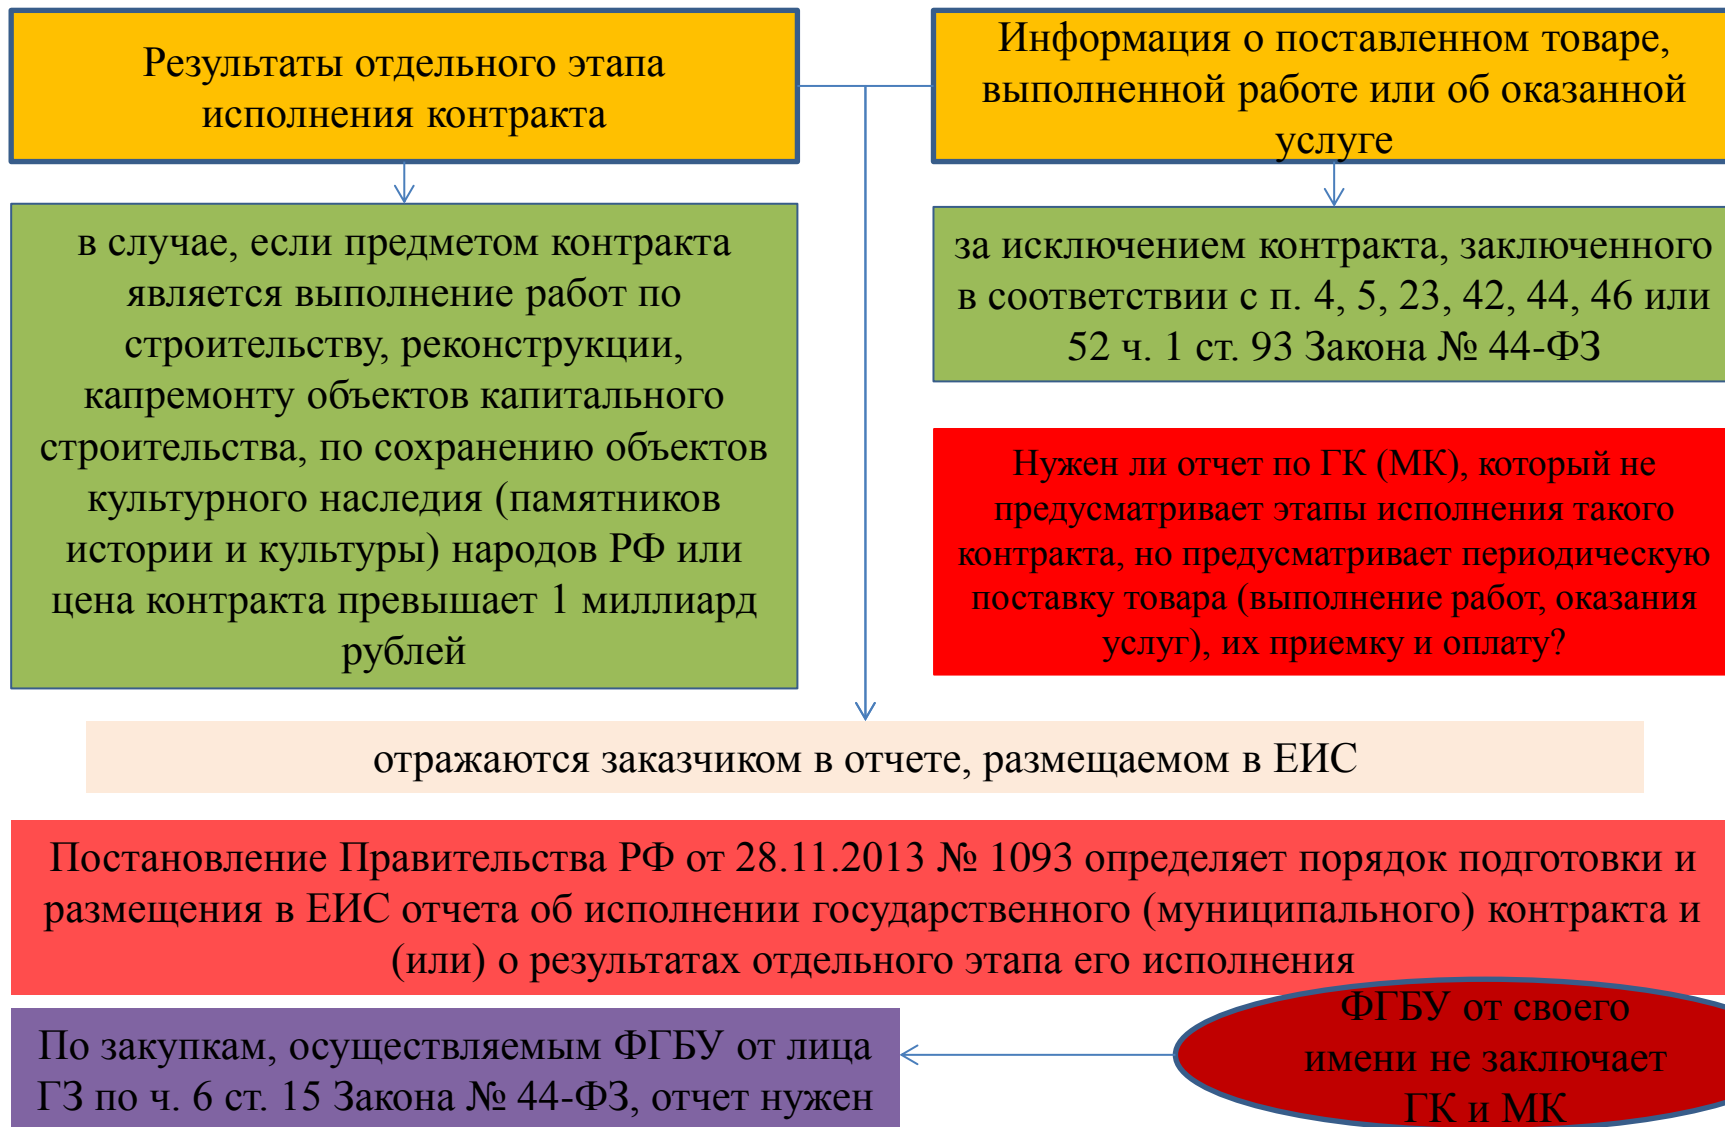 Результаты отдельного этапа
исполнения контракта
Информация о поставленном товаре,
выполненной работе или об оказанной
услуге
в случае, если предметом контракта
является выполнение работ по
строительству, реконструкции,
капремонту объектов капитального
строительства, по сохранению объектов
культурного наследия (памятников
истории и культуры) народов РФ или
цена контракта превышает 1 миллиард
рублей
за исключением контракта, заключенного
в соответствии с п. 4, 5, 23, 42, 44, 46 или
52 ч. 1 ст. 93 Закона № 44-ФЗ
Нужен ли отчет по ГК (МК), который не
предусматривает этапы исполнения такого
контракта, но предусматривает периодическую
поставку товара (выполнение работ, оказания
услуг), их приемку и оплату?
отражаются заказчиком в отчете, размещаемом в ЕИС
Постановление Правительства РФ от 28.11.2013 № 1093 определяет порядок подготовки и
размещения в ЕИС отчета об исполнении государственного (муниципального) контракта и
(или) о результатах отдельного этапа его исполнения
По закупкам, осуществляемым ФГБУ от лица
ГЗ по ч. 6 ст. 15 Закона № 44-ФЗ, отчет нужен
ФГБУ от своего
имени не заключает
ГК и МК